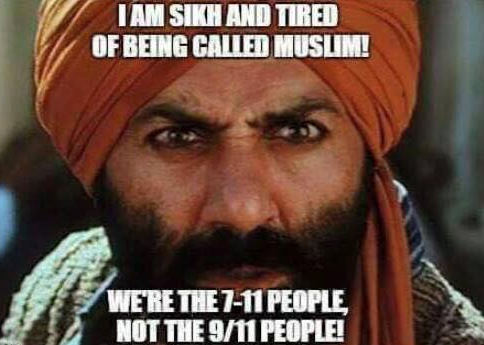 I AM SIKH AND TIRED
OF BEING CALLED MUSLIM!
WE'RE THE 7-11 PEOPLE,
NOT THE 9/11 PEOPLE!